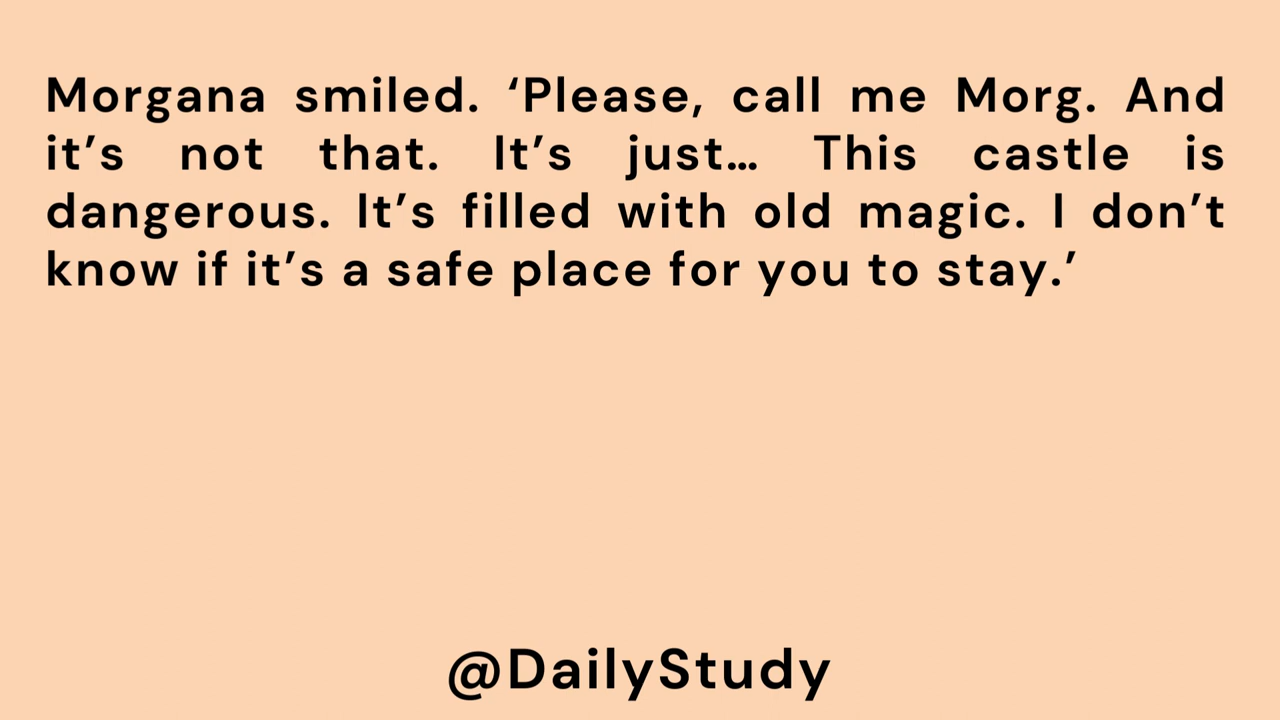 Morgana smiled. ‘Please, call me Morg. And
it’s not that. It’s just… This castle is
dangerous. It’s filled with old magic. I don’t
know if it’s a safe place for you to stay.’
@DailyStudy